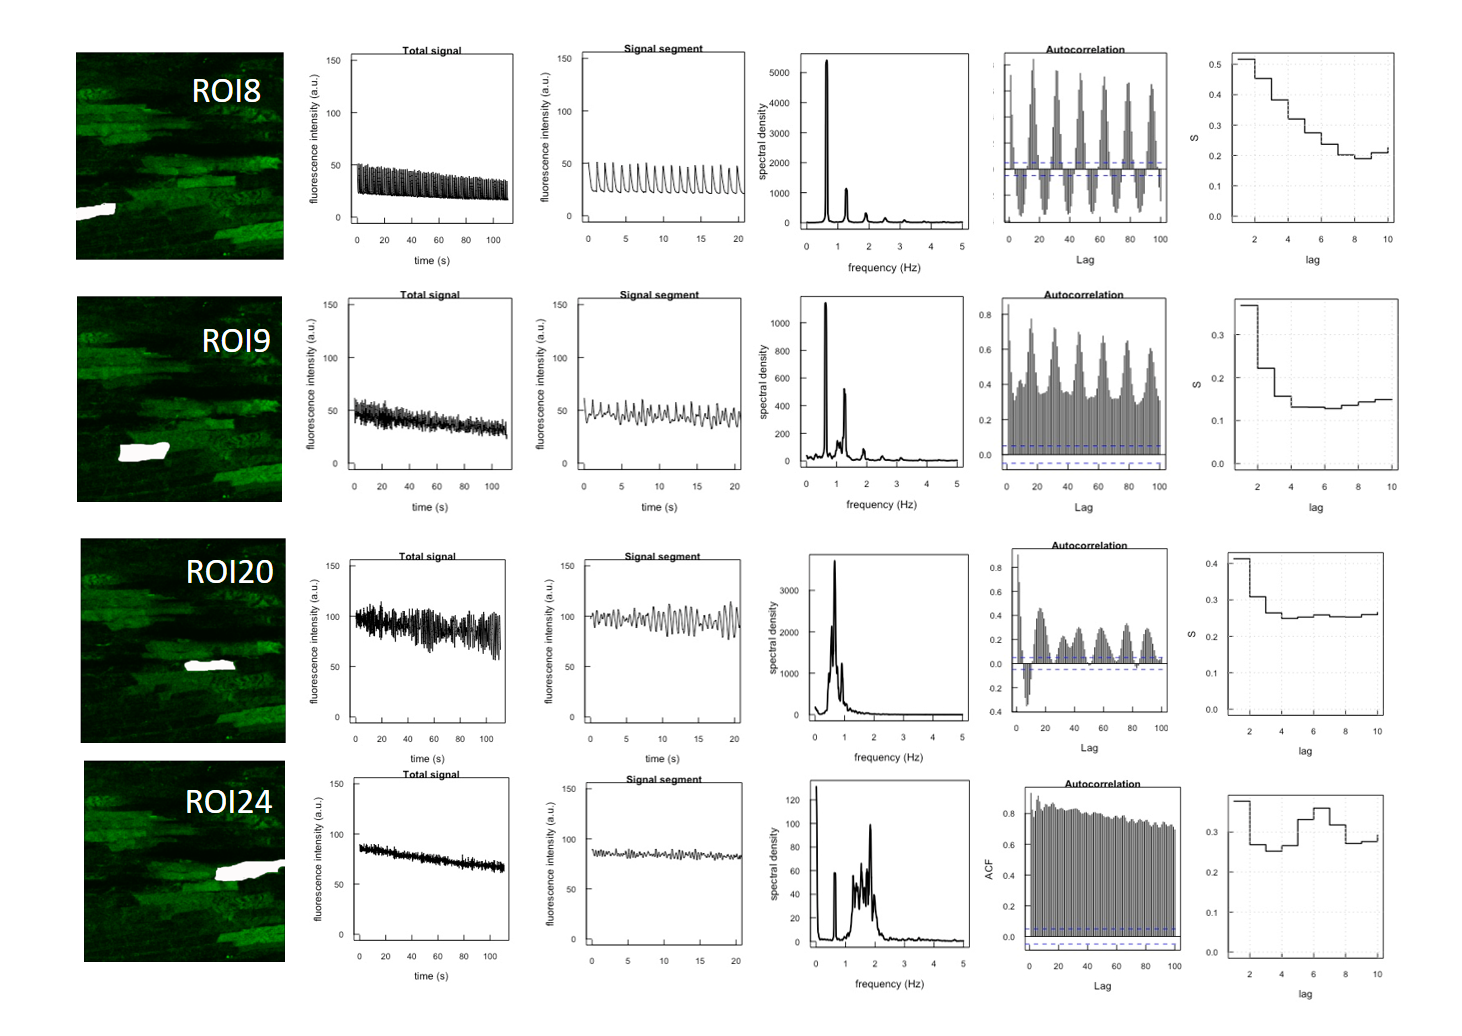 ROI8
Total signal
fluorescence intensity (a.u.)
150
100
50
0
0 20 40 60 80 100
time (s)
Signal segment
fluorescence intensity (a.u.)
150
100
50
0
0 5 10 15 20
spectral density
5000
4000
3000
2000
1000
0
0 1 2 3 4 5
frequency (Hz)
Autocorrelation
0 20 40 60 80 100
Lag
S
0.5
0.4
0.3
0.2
0.1
0.0
2 4 6 8 10
lag
ROI9
Total signal
fluorescence intensity (a.u.)
150
100
50
0
0 20 40 60 80 100
time (s)
Signal segment
fluorescence intensity (a.u.)
150
100
50
0
0 5 10 15 20
time (s)
spectral density
1000
800
600
400
200
0
0 1 2 3 4 5
frequency (Hz)
Autocorrelation
0.8
0.6
0.4
0.2
0.0
0 20 40 60 80 100
Lag
S
0.3
0.2
0.1
0.0
2 4 6 8 10
lag
ROI20
Total signal
fluorescence intensity (a.u.)
150
100
50
0
0 20 40 60 80 100
time (s)
Signal segment
fluorescence intensity (a.u.)
150
100
50
0
0 5 10 15 20
time (s)
spectral density
3000
2000
1000
0
0 1 2 3 4 5
frequency (Hz)
Autocorrelation
0.8
0.6
0.4
0.2
0.0
0.2
0.4
0 20 40 60 80 100
Lag
S
0.4
0.3
0.2
0.1
0.0
2 4 6 8 10
lag
ROI24
Total signal
fluorescence intensity (a.u.)
150
100
50
0
0 20 40 60 80 100
time (s)
Signal segment
fluorescence intensity (a.u.)
150
100
50
0
0 5 10 15 20
spectral density
120
100
80
60
40
20
0
0 1 2 3 4 5
frequency (Hz)
Autocorrelation
ACF
0.8
0.6
0.4
0.2
0.0
0 20 40 60 80 100
Lag
0.3
0.2
0.1
0.0
2 4 6 8 10
lag